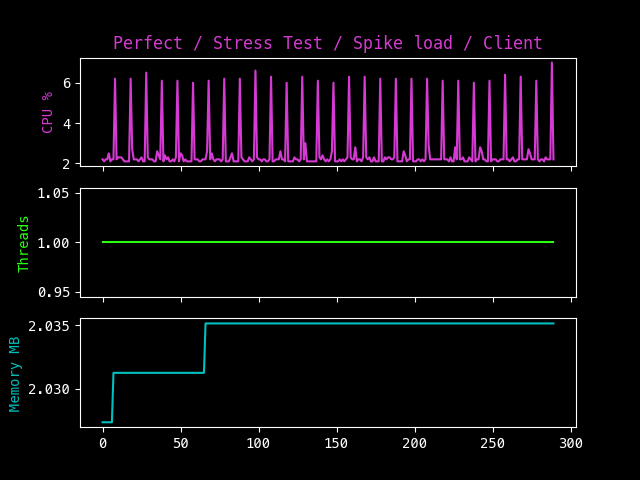 Perfect / Stress Test / Spike load / Client
CPU %
6
4
2
Threads
1.05
1.00
0.95
Memory MB
2.035
2.030
0 50 100 150 200 250 300